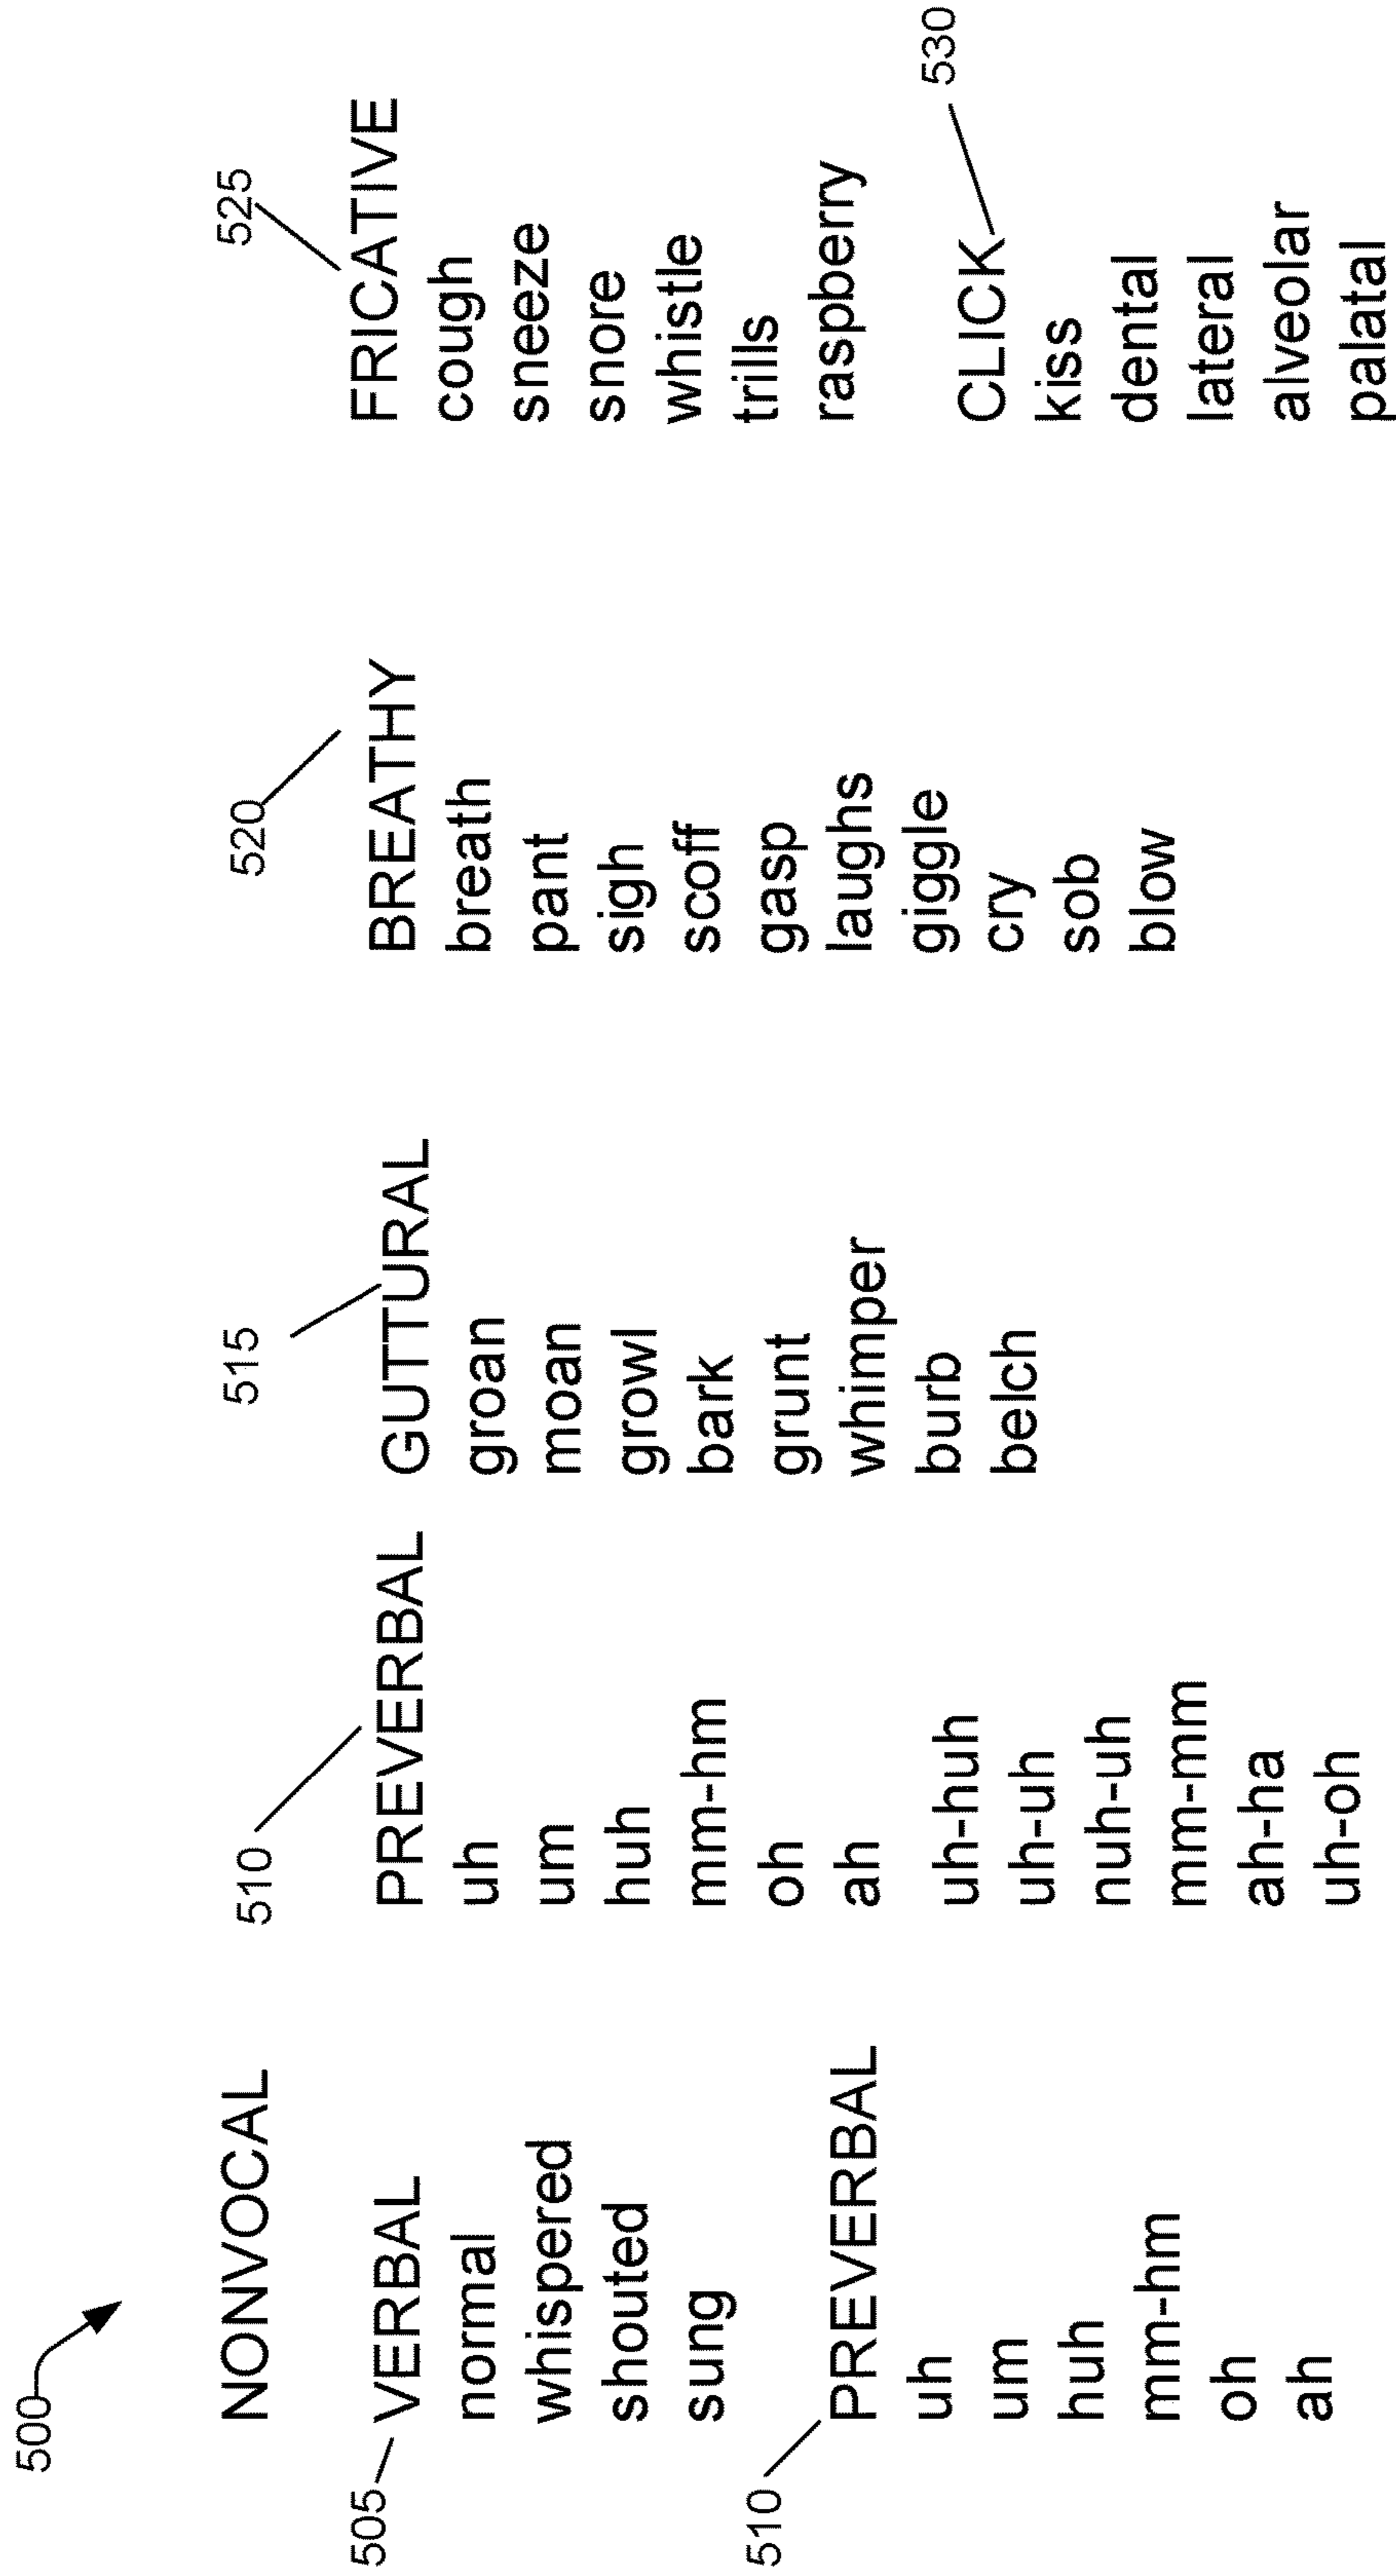 500
NONVOCAL
505
VERBAL
normal
whispered
shouted
sung
510
PREVERBAL
uh
um
huh
mm-hm
oh
ah
510
PREVERBAL
uh
um
huh
mm-hm
oh
ah
uh-huh
uh-uh
nuh-uh
mm-mm
ah-ha
uh-oh
515
GUTTURAL
groan
moan
growl
bark
grunt
whimper
burb
belch
520
BREATHY
breath
pant
sigh
scoff
gasp
laughs
giggle
cry
sob
blow
525
FRICATIVE
cough
sneeze
snore
whistle
trills
raspberry
530
CLICK
kiss
dental
lateral
alveolar
palatal